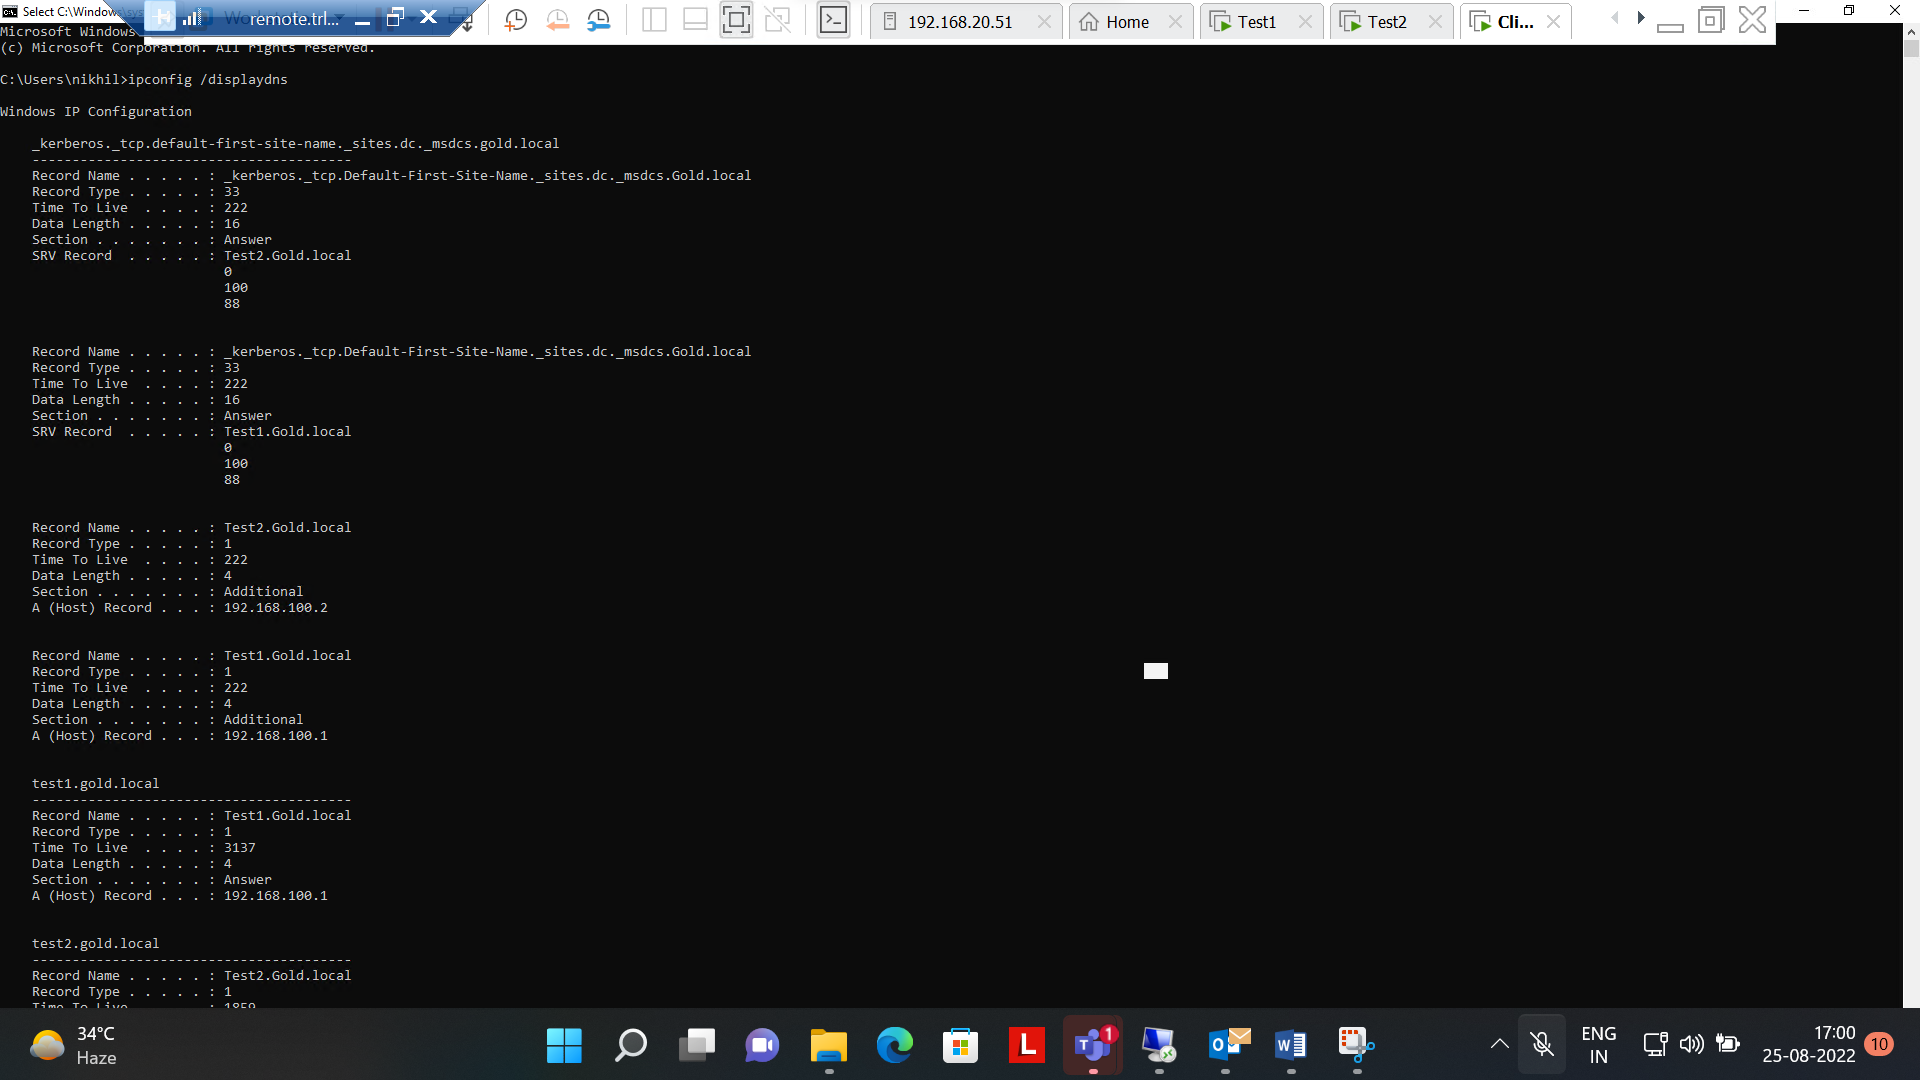 Select C:\Windows
remote.trl...
192.168.20.51
Home
Test1
Test2
Cli...
Microsoft Windows
(c) Microsoft Corporation. All rights reserved.
C:\Users\nikhil>ipconfig /displaydns
Windows IP Configuration
_kerberos._tcp.default-first-site-name._sites.dc._msdcs.gold.local
----------------------------------------
Record Name . . . . . : _kerberos._tcp.Default-First-Site-Name._sites.dc._msdcs.Gold.local
Record Type . . . . . : 33
Time To Live  . . . . : 222
Data Length . . . . . : 16
Section . . . . . . . : Answer
SRV Record  . . . . . : Test2.Gold.local
0
100
88
Record Name . . . . . : _kerberos._tcp.Default-First-Site-Name._sites.dc._msdcs.Gold.local
Record Type . . . . . : 33
Time To Live  . . . . : 222
Data Length . . . . . : 16
Section . . . . . . . : Answer
SRV Record  . . . . . : Test1.Gold.local
0
100
88
Record Name . . . . . : Test2.Gold.local
Record Type . . . . . : 1
Time To Live  . . . . : 222
Data Length . . . . . : 4
Section . . . . . . . : Additional
A (Host) Record . . . : 192.168.100.2
Record Name . . . . . : Test1.Gold.local
Record Type . . . . . : 1
Time To Live  . . . . : 222
Data Length . . . . . : 4
Section . . . . . . . : Additional
A (Host) Record . . . : 192.168.100.1
test1.gold.local
----------------------------------------
Record Name . . . . . : Test1.Gold.local
Record Type . . . . . : 1
Time To Live  . . . . : 3137
Data Length . . . . . : 4
Section . . . . . . . : Answer
A (Host) Record . . . : 192.168.100.1
test2.gold.local
----------------------------------------
Record Name . . . . . : Test2.Gold.local
Record Type . . . . . : 1
Time To Live  . . . . : 1859
34°C
Haze
L
T
1
O
W
ENG
IN
17:00
25-08-2022
10